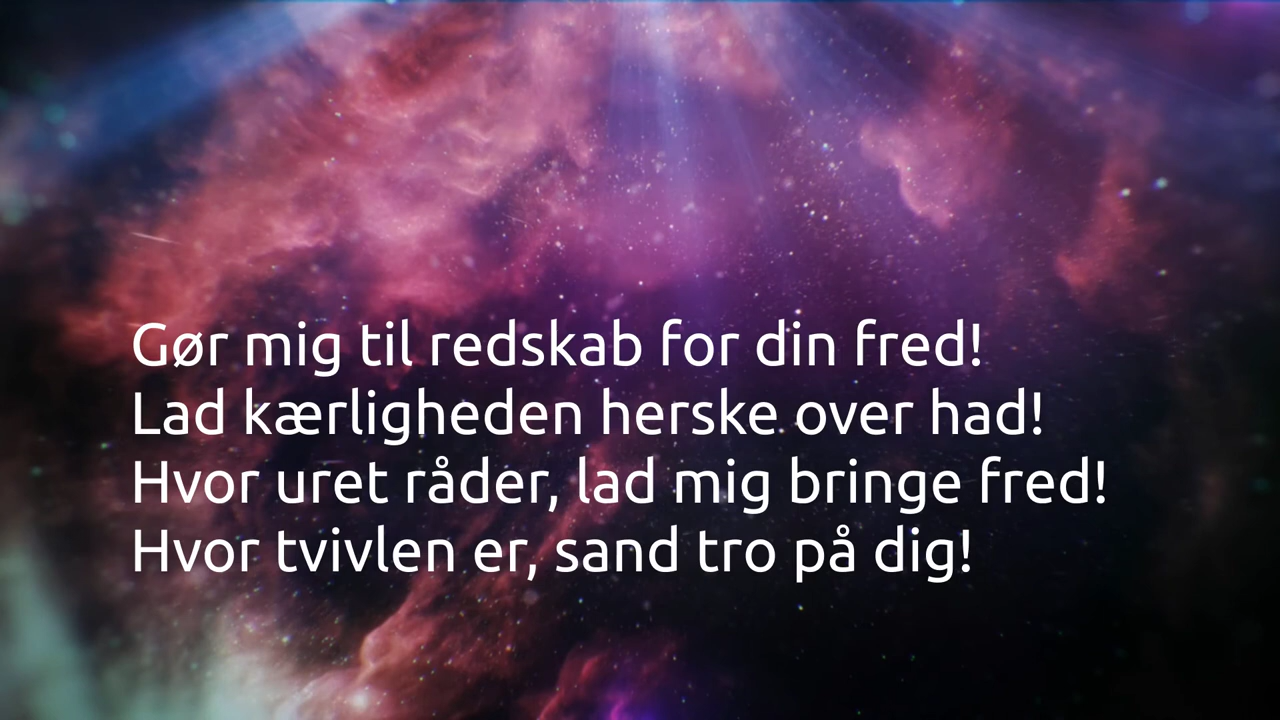 Gør mig til redskab for din fred!
Lad kærligheden herske over had!
Hvor uret råder, lad mig bringe fred!
Hvor tvivlen er, sand tro på dig!